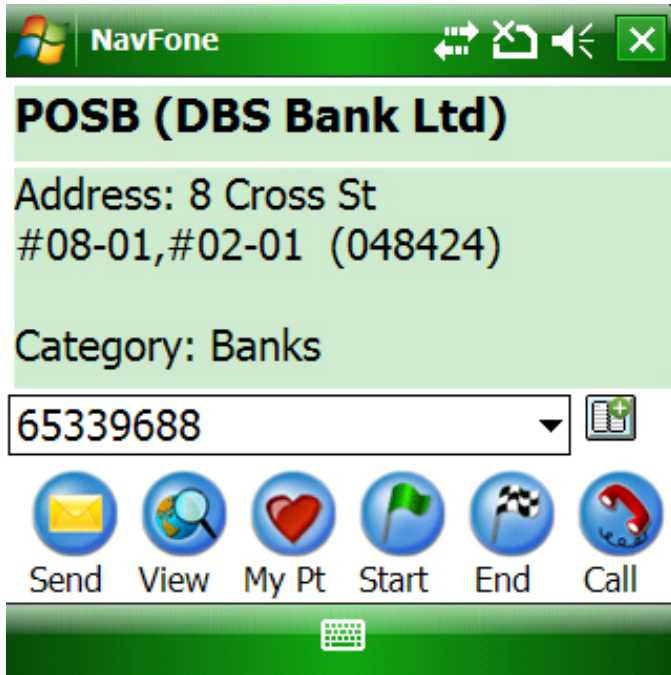 NavFone
POSB (DBS Bank Ltd)
Address: 8 Cross St
#08-01,#02-01 (048424)
Category: Banks
65339688
Send View My Pt Start End Call